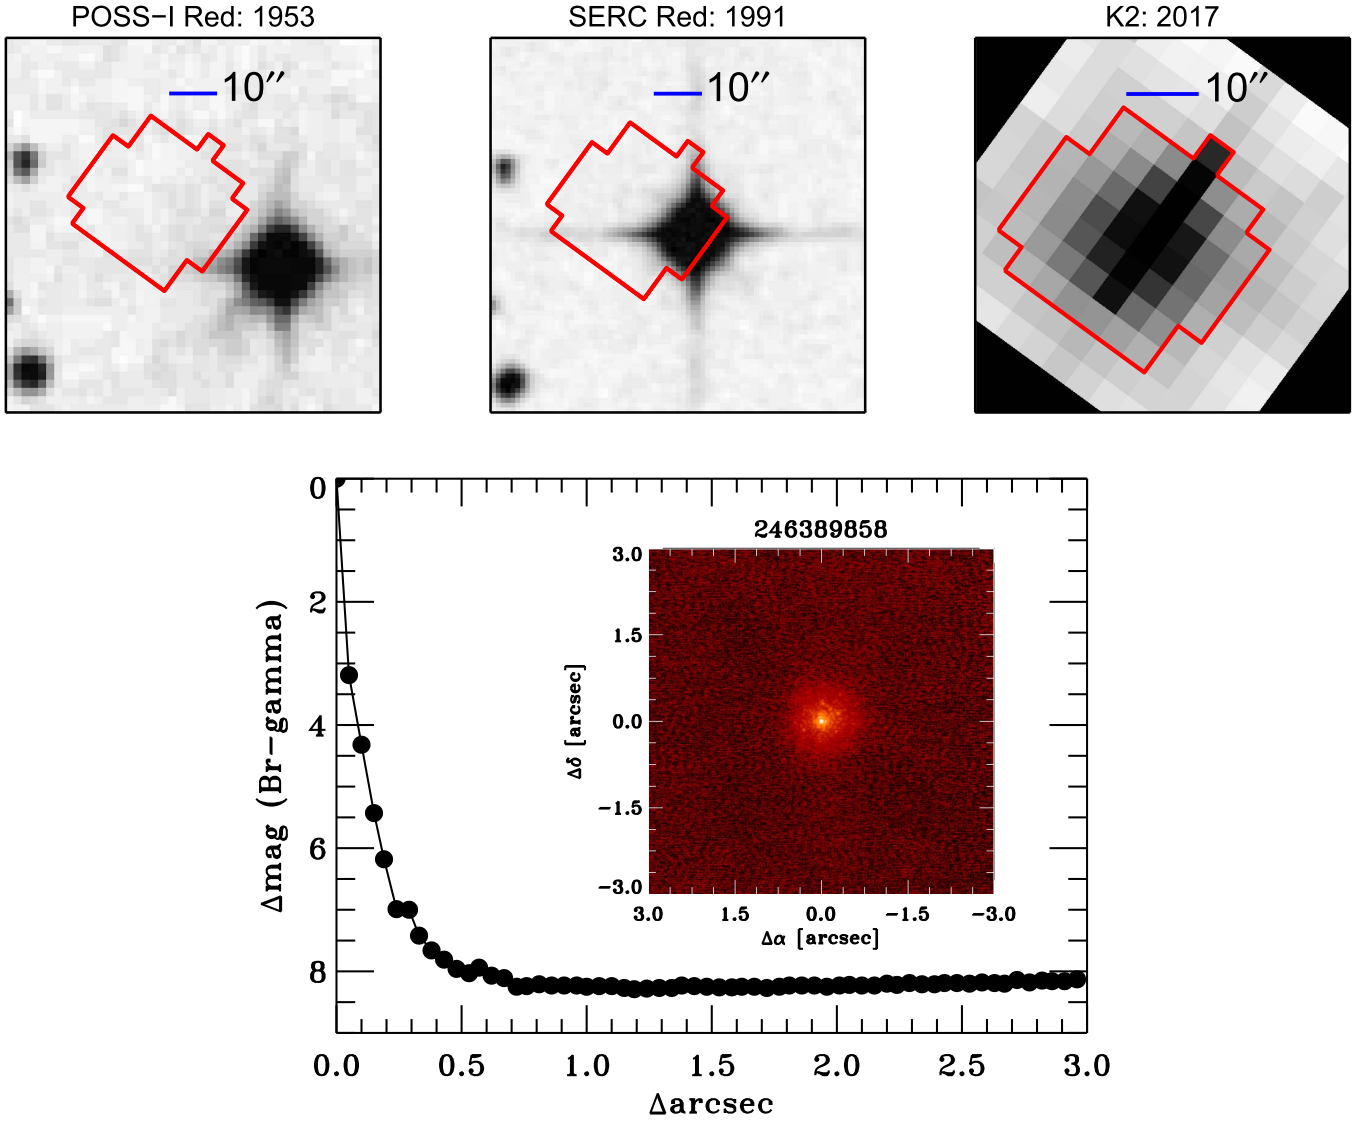 POSS−I Red: 1953
SERC Red: 1991
K2: 2017
10″
10″
10″
246389858
Δmag (Br−gamma)
0
2
4
6
8
0.0 0.5 1.0 1.5 2.0 2.5 3.0
Δarcsec
Δδ [arcsec]
3.0
1.5
0.0
−1.5
−3.0
3.0 1.5 0.0 −1.5 −3.0
Δα [arcsec]